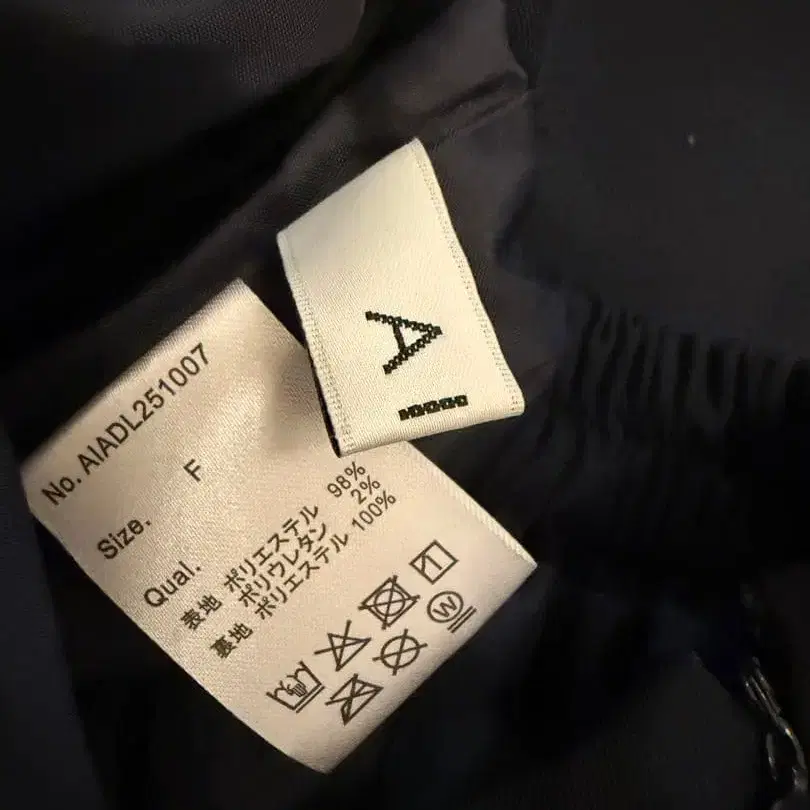 AI
No. AIADL251007
Size. F
Qual.
表地 ポリエステル 98%
ポリウレタン 2%
裏地 ポリエステル 100%
W